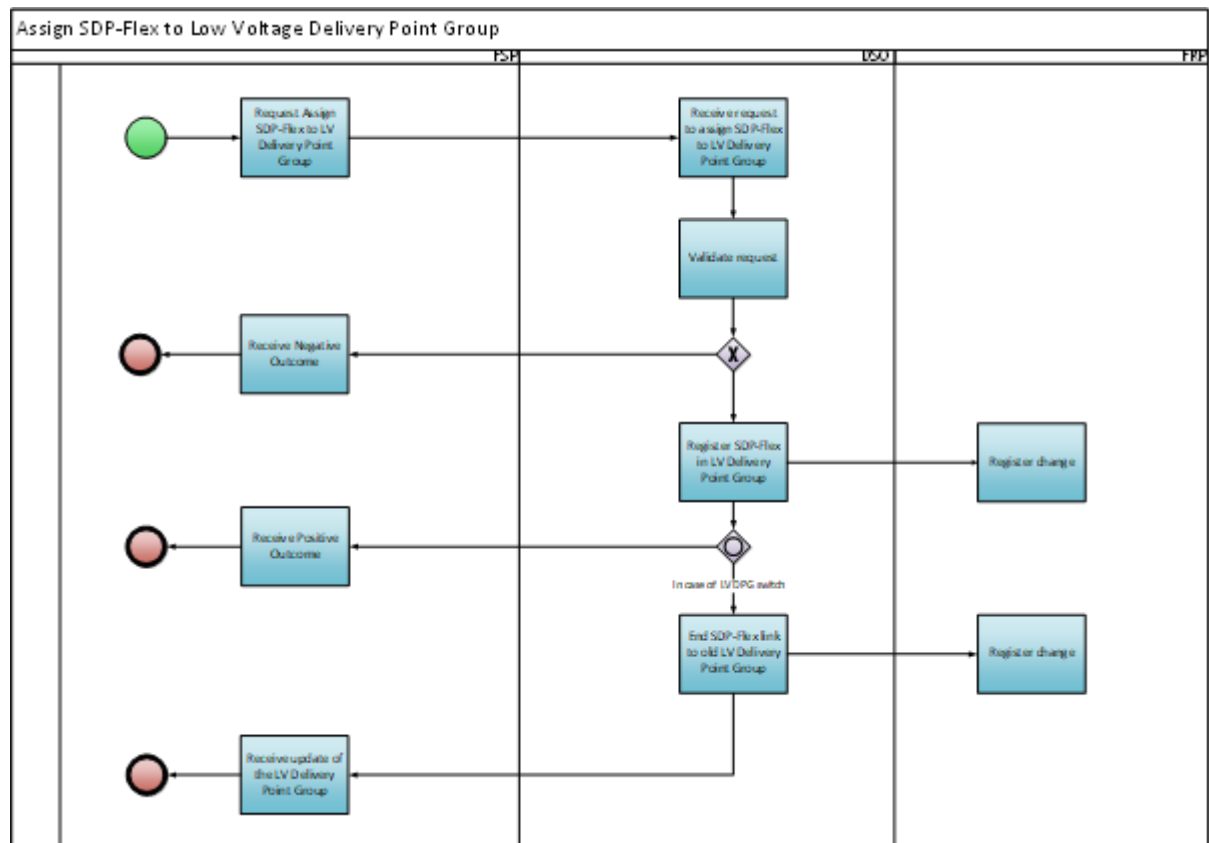 Assign SDP-Flex to Low Voltage Delivery Point Group
FSP
DSO
FRP
Request Assign
SDP-Flex to LV
Delivery Point
Group
Receive request
to assign SDP-Flex
to LV Delivery
Point Group
Validate request
X
Receive Negative
Outcome
Register SDP-Flex
in LV Delivery
Point Group
Register change
Receive Positive
Outcome
In case of LVDPG switch
End SDP-Flex link
to old LV Delivery
Point Group
Register change
Receive update of
the LV Delivery
Point Group